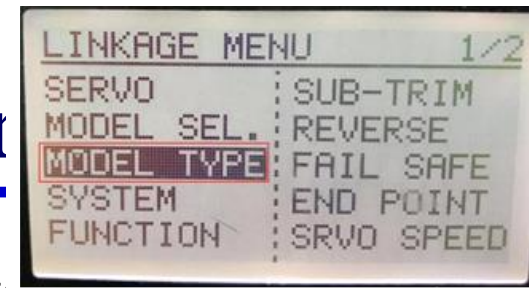 LINKAGE MENU 1/2
SERVO
MODEL SEL.
MODEL TYPE
SYSTEM
FUNCTION
SUB-TRIM
REVERSE
FAIL SAFE
END POINT
SRVO SPEED